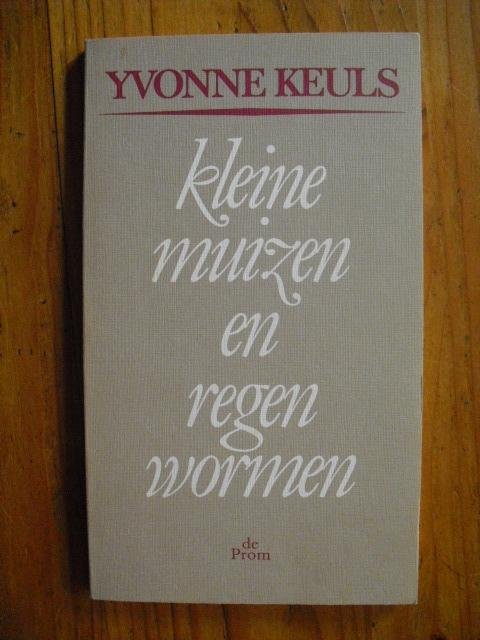 YVONNE KEULS
kleine
muizen
en
regen
wormen
de
Prom